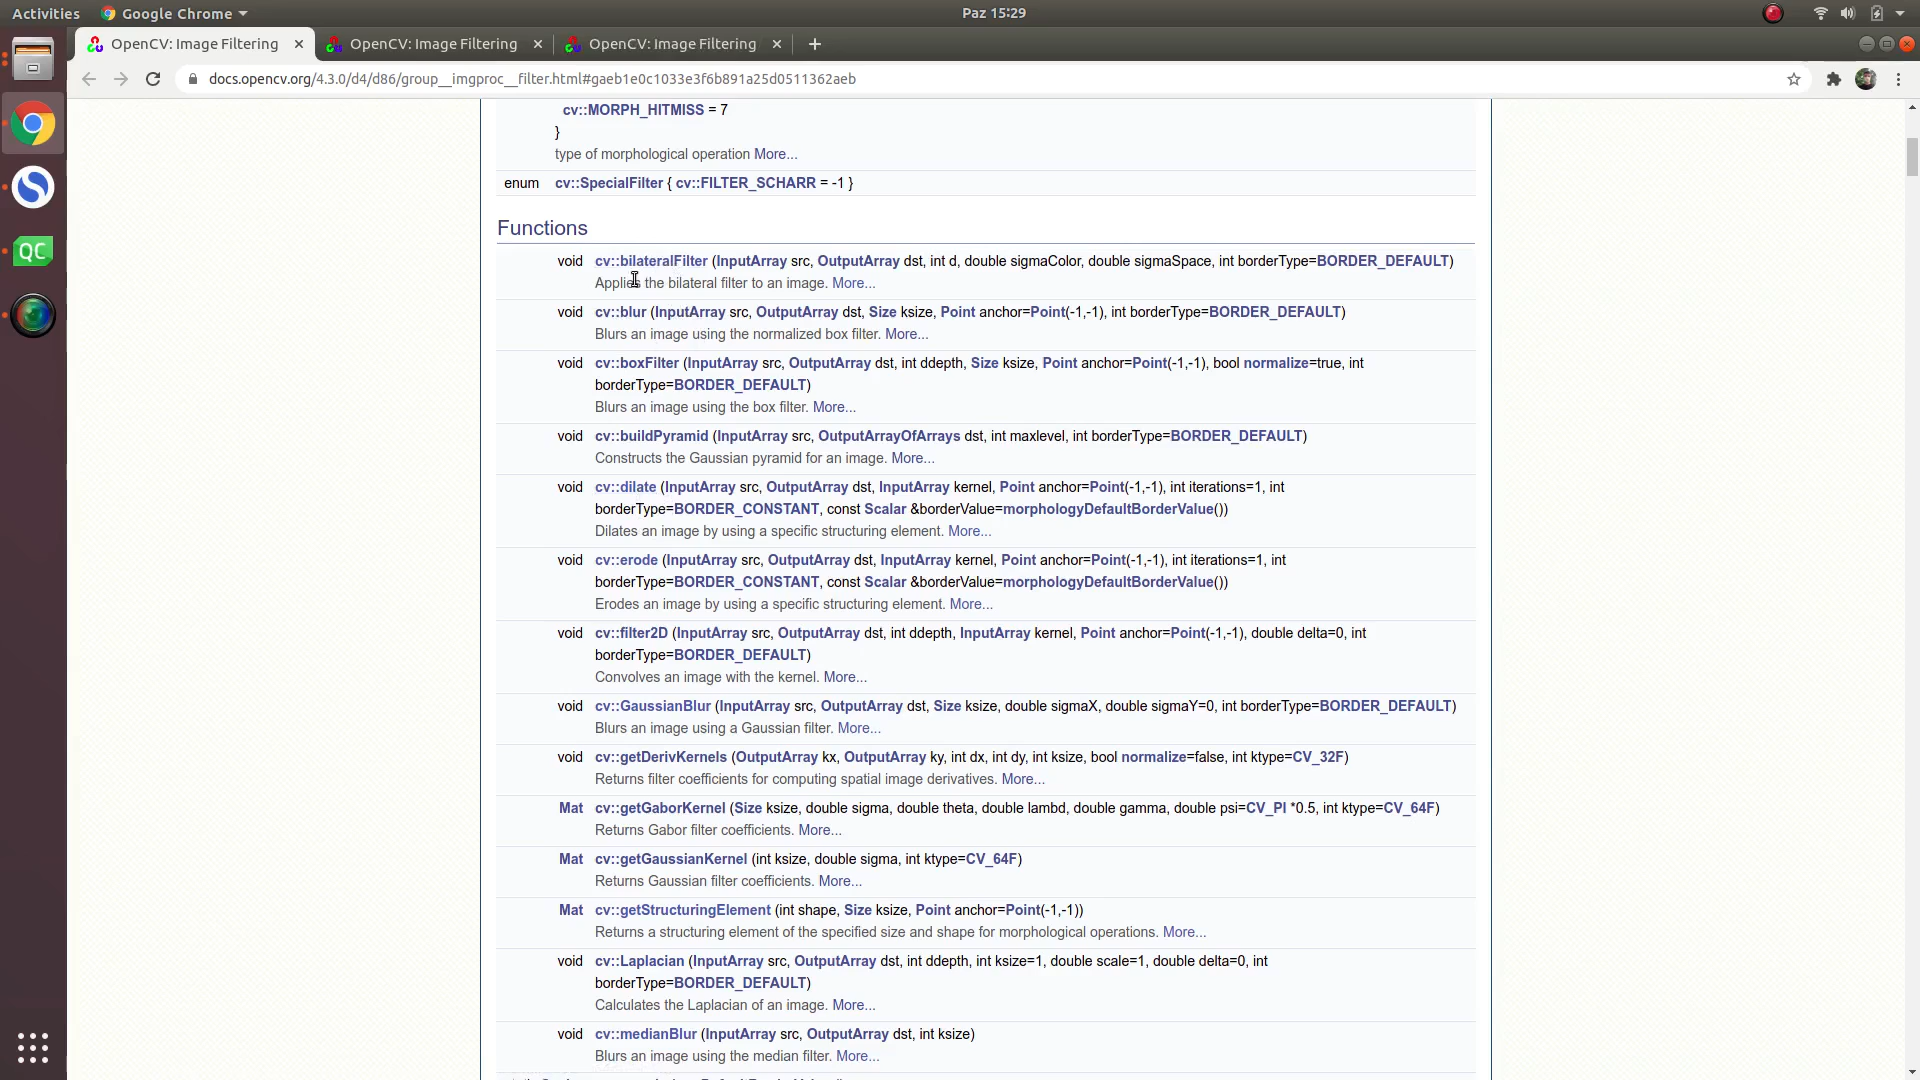 Activities
Google Chrome
Paz 15:29
OpenCV: Image Filtering
OpenCV: Image Filtering
OpenCV: Image Filtering
docs.opencv.org/4.3.0/d4/d86/group__imgproc__filter.html#gaeb1e0c1033e3f6b891a25d0511362aeb
QC
cv::MORPH_HITMISS = 7
}
type of morphological operation More...
enum cv::SpecialFilter { cv::FILTER_SCHARR = -1 }
Functions
void cv::bilateralFilter (InputArray src, OutputArray dst, int d, double sigmaColor, double sigmaSpace, int borderType=BORDER_DEFAULT)
Applies the bilateral filter to an image. More...
void cv::blur (InputArray src, OutputArray dst, Size ksize, Point anchor=Point(-1,-1), int borderType=BORDER_DEFAULT)
Blurs an image using the normalized box filter. More...
void cv::boxFilter (InputArray src, OutputArray dst, int ddepth, Size ksize, Point anchor=Point(-1,-1), bool normalize=true, int
borderType=BORDER_DEFAULT)
Blurs an image using the box filter. More...
void cv::buildPyramid (InputArray src, OutputArrayOfArrays dst, int maxlevel, int borderType=BORDER_DEFAULT)
Constructs the Gaussian pyramid for an image. More...
void cv::dilate (InputArray src, OutputArray dst, InputArray kernel, Point anchor=Point(-1,-1), int iterations=1, int
borderType=BORDER_CONSTANT, const Scalar &borderValue=morphologyDefaultBorderValue())
Dilates an image by using a specific structuring element. More...
void cv::erode (InputArray src, OutputArray dst, InputArray kernel, Point anchor=Point(-1,-1), int iterations=1, int
borderType=BORDER_CONSTANT, const Scalar &borderValue=morphologyDefaultBorderValue())
Erodes an image by using a specific structuring element. More...
void cv::filter2D (InputArray src, OutputArray dst, int ddepth, InputArray kernel, Point anchor=Point(-1,-1), double delta=0, int
borderType=BORDER_DEFAULT)
Convolves an image with the kernel. More...
void cv::GaussianBlur (InputArray src, OutputArray dst, Size ksize, double sigmaX, double sigmaY=0, int borderType=BORDER_DEFAULT)
Blurs an image using a Gaussian filter. More...
void cv::getDerivKernels (OutputArray kx, OutputArray ky, int dx, int dy, int ksize, bool normalize=false, int ktype=CV_32F)
Returns filter coefficients for computing spatial image derivatives. More...
Mat cv::getGaborKernel (Size ksize, double sigma, double theta, double lambd, double gamma, double psi=CV_PI *0.5, int ktype=CV_64F)
Returns Gabor filter coefficients. More...
Mat cv::getGaussianKernel (int ksize, double sigma, int ktype=CV_64F)
Returns Gaussian filter coefficients. More...
Mat cv::getStructuringElement (int shape, Size ksize, Point anchor=Point(-1,-1))
Returns a structuring element of the specified size and shape for morphological operations. More...
void cv::Laplacian (InputArray src, OutputArray dst, int ddepth, int ksize=1, double scale=1, double delta=0, int
borderType=BORDER_DEFAULT)
Calculates the Laplacian of an image. More...
void cv::medianBlur (InputArray src, OutputArray dst, int ksize)
Blurs an image using the median filter. More...